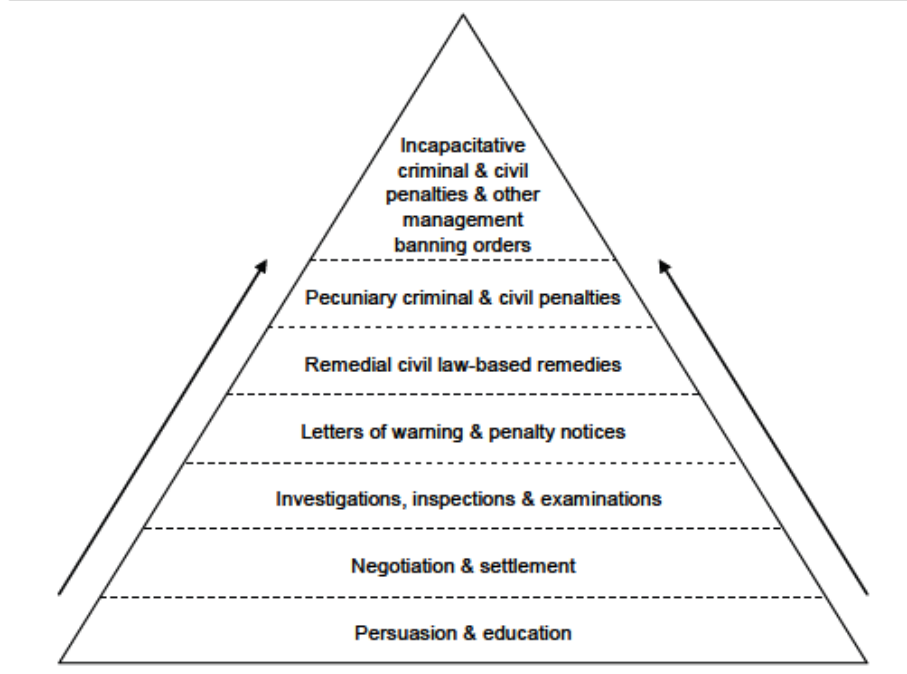 Incapacitative
criminal & civil
penalties & other
management
banning orders
Pecuniary criminal & civil penalties
Remedial civil law-based remedies
Letters of warning & penalty notices
Investigations, inspections & examinations
Negotiation & settlement
Persuasion & education